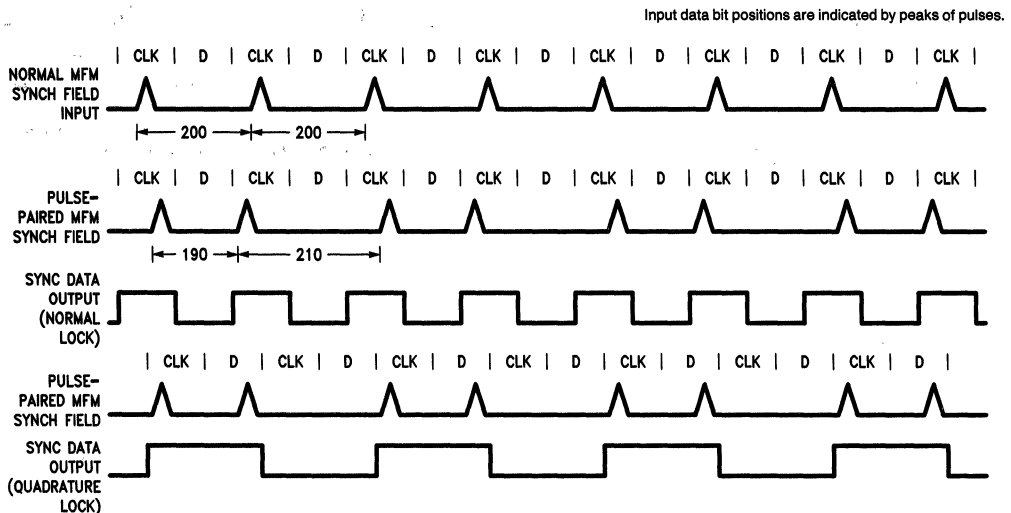 Input data bit positions are indicated by peaks of pulses.
| CLK | D | CLK | D | CLK | D | CLK | D | CLK | D | CLK | D | CLK | D | CLK |
NORMAL MFM
SYNCH FIELD
INPUT
200 200
| CLK | D | CLK | D | CLK | D | CLK | D | CLK | D | CLK | D | CLK | D | CLK |
PULSE-
PAIRED MFM
SYNCH FIELD
190 210
SYNC DATA
OUTPUT
(NORMAL
LOCK)
| CLK | D | CLK | D | CLK | D | CLK | D | CLK | D | CLK | D | CLK | D |
PULSE-
PAIRED MFM
SYNCH FIELD
SYNC DATA
OUTPUT
(QUADRATURE
LOCK)